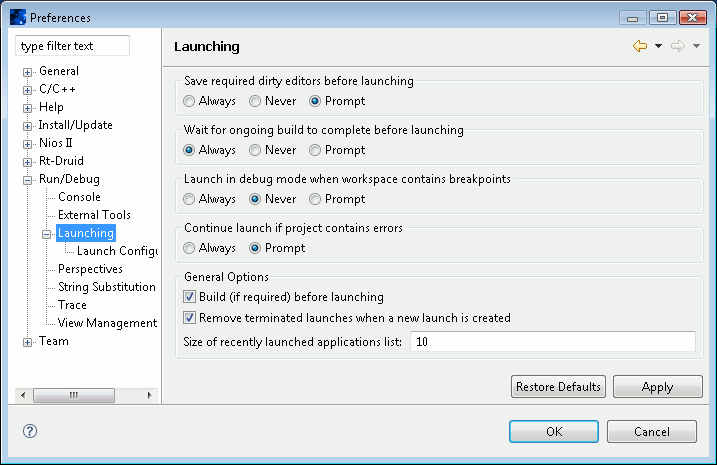 Preferences
type filter text
General
C/C++
Help
Install/Update
Nios II
Rt-Druid
Run/Debug
Console
External Tools
Launching
Launch Configu
Perspectives
String Substitution
Trace
View Management
Team
Launching
Save required dirty editors before launching
Always Never Prompt
Wait for ongoing build to complete before launching
Always Never Prompt
Launch in debug mode when workspace contains breakpoints
Always Never Prompt
Continue launch if project contains errors
Always Prompt
General Options
Build (if required) before launching
Remove terminated launches when a new launch is created
Size of recently launched applications list: 10
Restore Defaults Apply
? OK Cancel